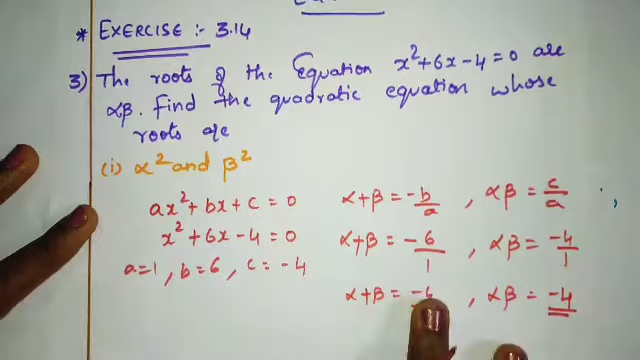 * EXERCISE :- 3.14
3) The roots of the Equation x²+6x-4=0 are
αβ. Find the quadratic equation whose
roots are
(i) α² and β²
ax²+bx+c=0 α+β = -b/a , αβ = c/a ,
x²+6x-4=0 α+β = -6/1 , αβ = -4/1
a=1, b=6, c=-4
α+β = -6 , αβ = -4